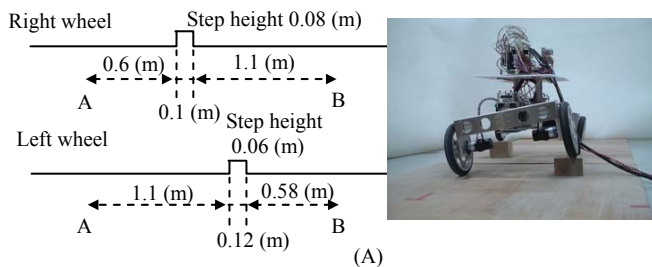 Right wheel
Step height 0.08 (m)
0.6 (m)
1.1 (m)
A
0.1 (m)
B
Left wheel
Step height
0.06 (m)
1.1 (m)
0.58 (m)
A
0.12 (m)
B
(A)